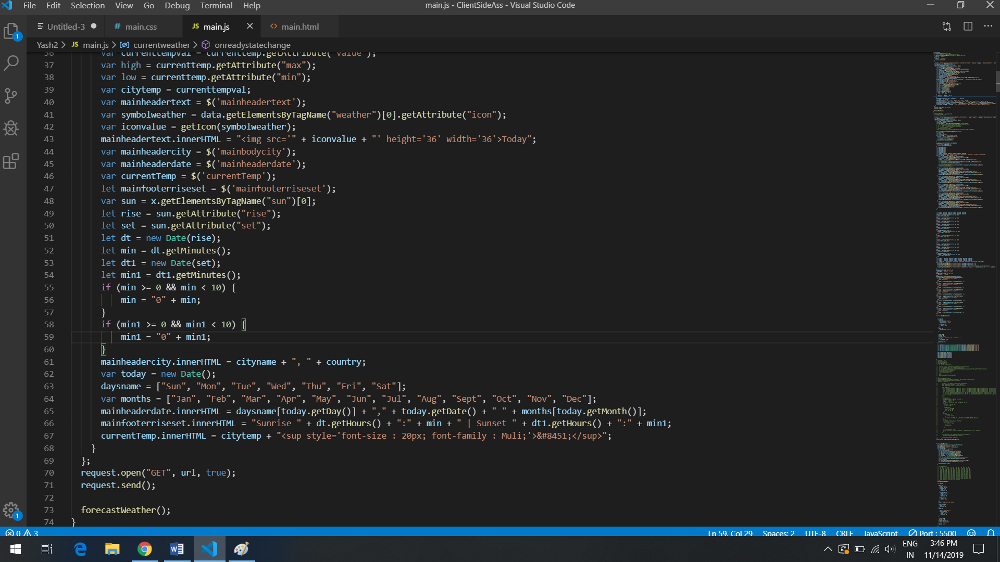 File Edit Selection View Go Debug Terminal Help
main.js - ClientSideAss - Visual Studio Code
Untitled-3 # main.css JS main.js <> main.html
Yash2 > JS main.js > currentweather > onreadystatechange
36 var currenttempval = currenttemp.getAttribute("value");
37 var high = currenttemp.getAttribute("max");
38 var low = currenttemp.getAttribute("min");
39 var citytemp = currenttempval;
40 var mainheadertext = $('mainheadertext');
41 var symbolweather = data.getElementsByTagName("weather")[0].getAttribute("icon");
42 var iconvalue = getIcon(symbolweather);
43 mainheadertext.innerHTML = "<img src='" + iconvalue + "' height='36' width='36'>Today";
44 var mainheadercity = $('mainbodycity');
45 var mainheaderdate = $('mainheaderdate');
46 var currentTemp = $('currentTemp');
47 let mainfooterriseset = $('mainfooterriseset');
48 var sun = x.getElementsByTagName("sun")[0];
49 let rise = sun.getAttribute("rise");
50 let set = sun.getAttribute("set");
51 let dt = new Date(rise);
52 let min = dt.getMinutes();
53 let dt1 = new Date(set);
54 let min1 = dt1.getMinutes();
55 if (min >= 0 && min < 10) {
56 min = "0" + min;
57 }
58 if (min1 >= 0 && min1 < 10) {
59 min1 = "0" + min1;
60 }
61 mainheadercity.innerHTML = cityname + ", " + country;
62 var today = new Date();
63 daysname = ["Sun", "Mon", "Tue", "Wed", "Thu", "Fri", "Sat"];
64 var months = ["Jan", "Feb", "Mar", "Apr", "May", "Jun", "Jul", "Aug", "Sept", "Oct", "Nov", "Dec"];
65 mainheaderdate.innerHTML = daysname[today.getDay()] + "," + today.getDate() + " " + months[today.getMonth()];
66 mainfooterriseset.innerHTML = "Sunrise " + dt.getHours() + ":" + min + " | Sunset " + dt1.getHours() + ":" + min1;
67 currentTemp.innerHTML = citytemp + "<sup style='font-size : 20px; font-family : Muli;'>&#8451;</sup>";
68 }
69 };
70 request.open("GET", url, true);
71 request.send();
72
73 forecastWeather();
74 }
1
1
0 3 Ln 59, Col 29 Spaces: 2 UTF-8 CRLF JavaScript Port : 5500
ENG 3:46 PM
IN 11/14/2019